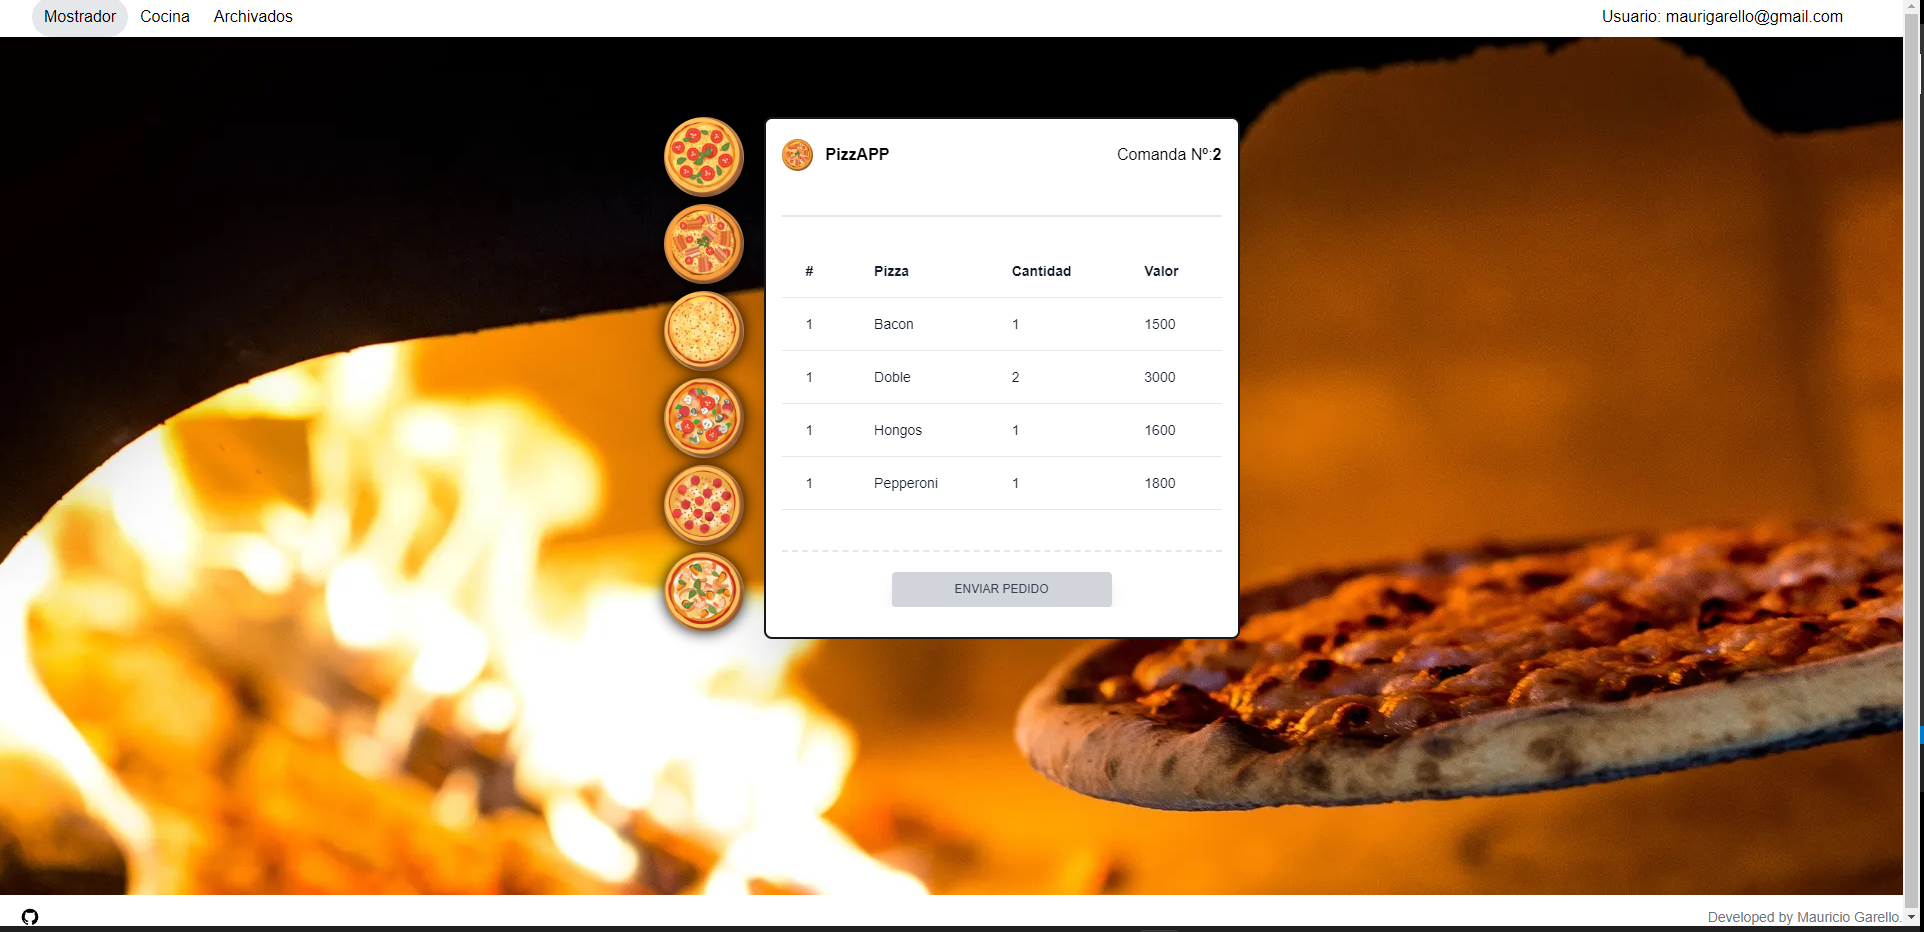 Mostrador Cocina Archivados Usuario: maurigarello@gmail.com
PizzAPP Comanda Nº:2
# Pizza Cantidad Valor
1 Bacon 1 1500
1 Doble 2 3000
1 Hongos 1 1600
1 Pepperoni 1 1800
ENVIAR PEDIDO
Developed by Mauricio Garello.